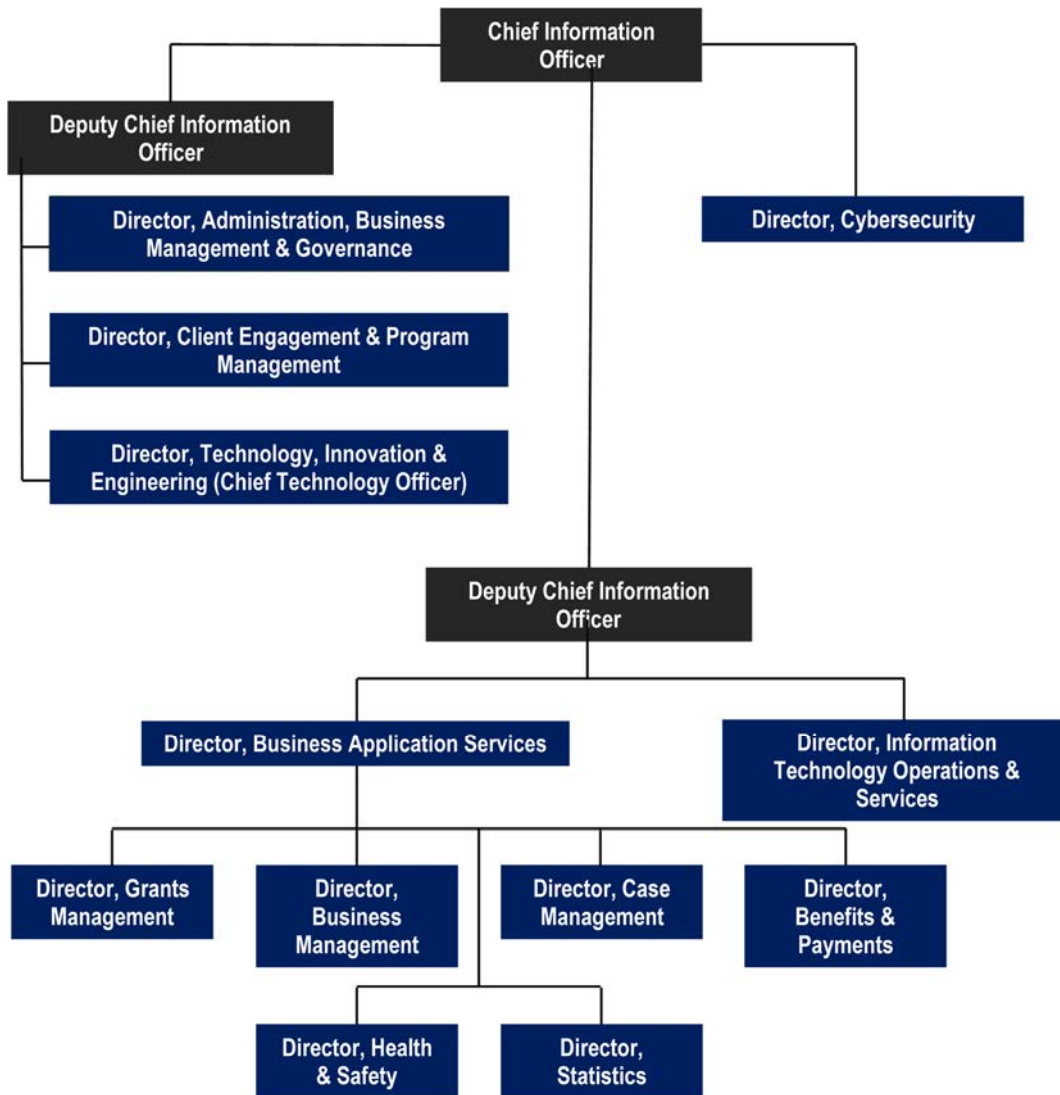 Chief Information
Officer
Deputy Chief Information
Officer
Director, Administration, Business
Management & Governance
Director, Cybersecurity
Director, Client Engagement & Program
Management
Director, Technology, Innovation &
Engineering (Chief Technology Officer)
Deputy Chief Information
Officer
Director, Business Application Services
Director, Information
Technology Operations &
Services
Director, Grants
Management
Director,
Business
Management
Director, Case
Management
Director,
Benefits &
Payments
Director, Health
& Safety
Director,
Statistics